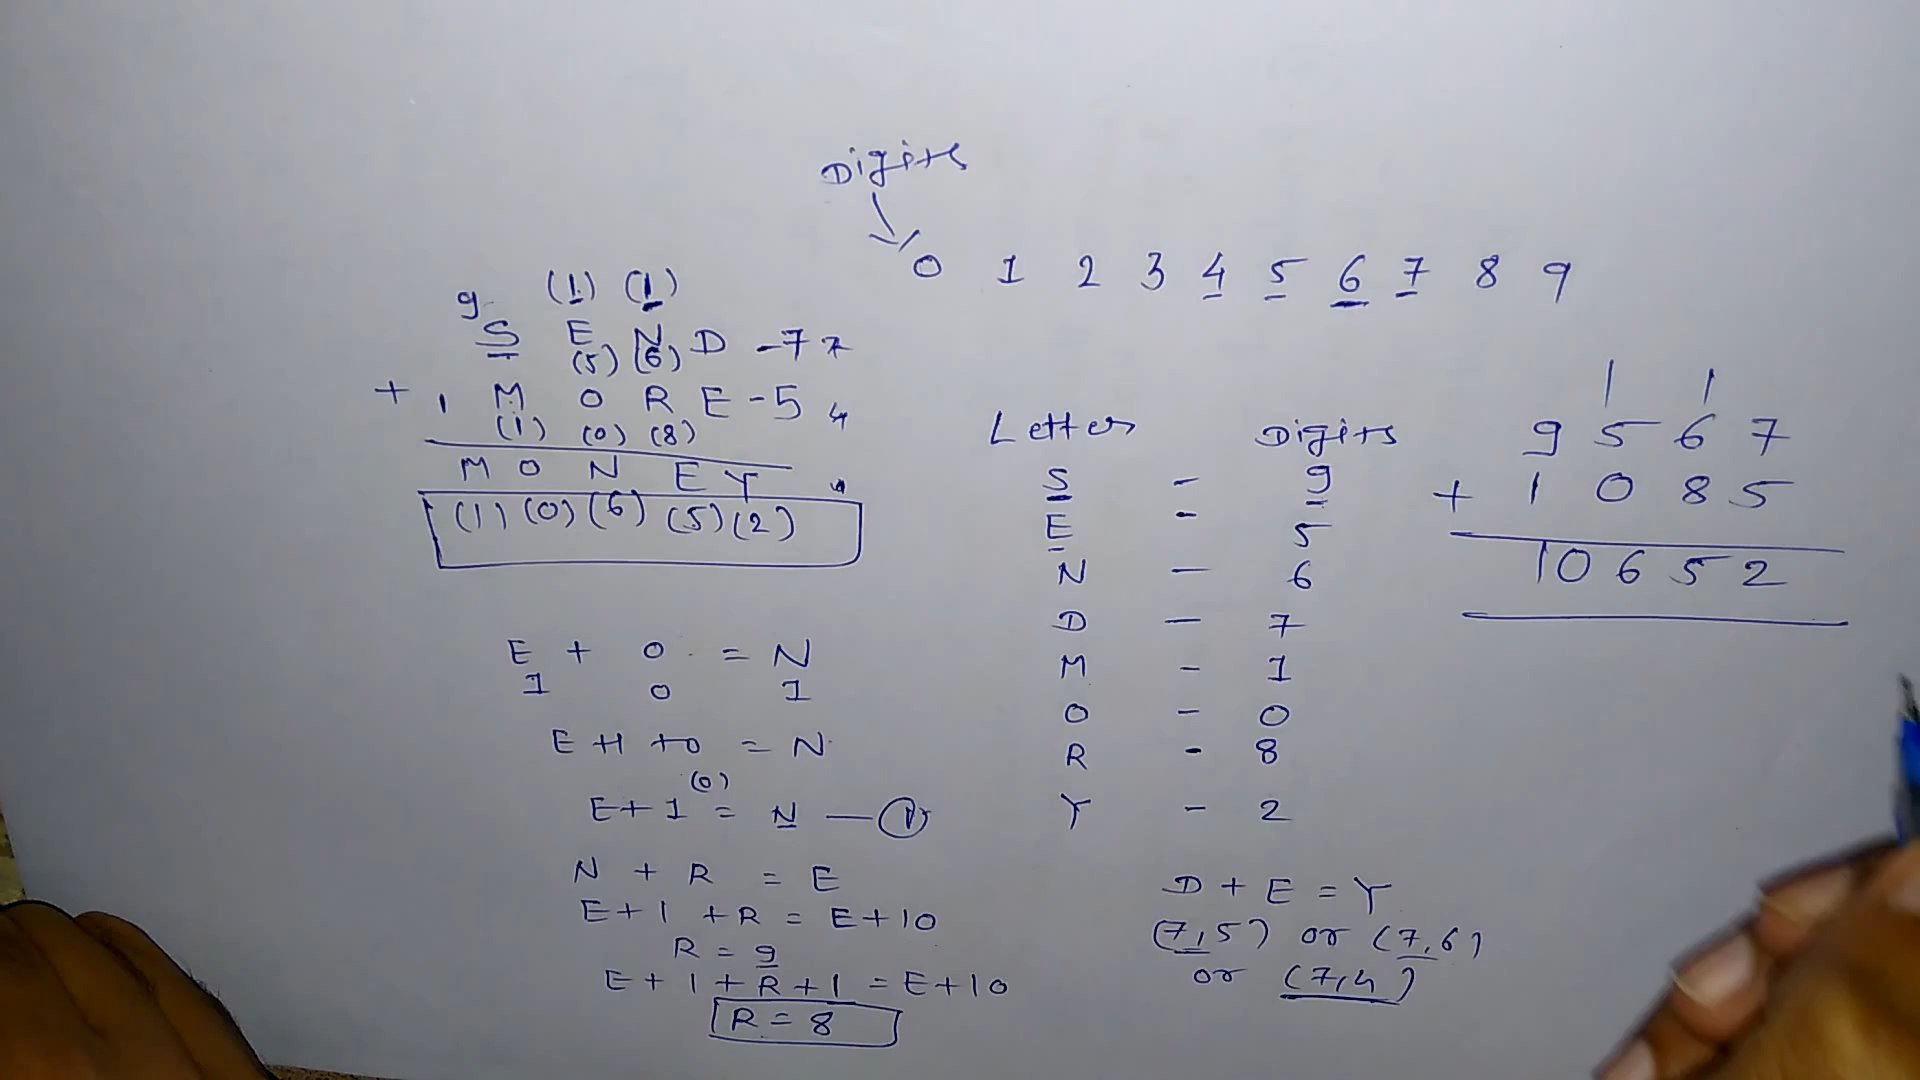 Digits
0 1 2 3 4 5 6 7 8 9
(1) (1)
9
S E N D - 7 7
(5) (6)
+ 1 M O R E - 5 4
(1) (0) (8)
M O N E Y
(1) (0) (6) (5) (2)
E + O = N
1 0 1
E + 1 + O = N
(0)
E + 1 = N — 1
N + R = E
E + 1 + R = E + 10
R = 9
E + 1 + R + 1 = E + 10
R = 8
Letters Digits
S - 9
E - 5
N - 6
D - 7
M - 1
O - 0
R - 8
Y - 2
D + E = Y
(7,5) or (7,6)
or (7,4)
1 1
9 5 6 7
+ 1 0 8 5
10 6 5 2